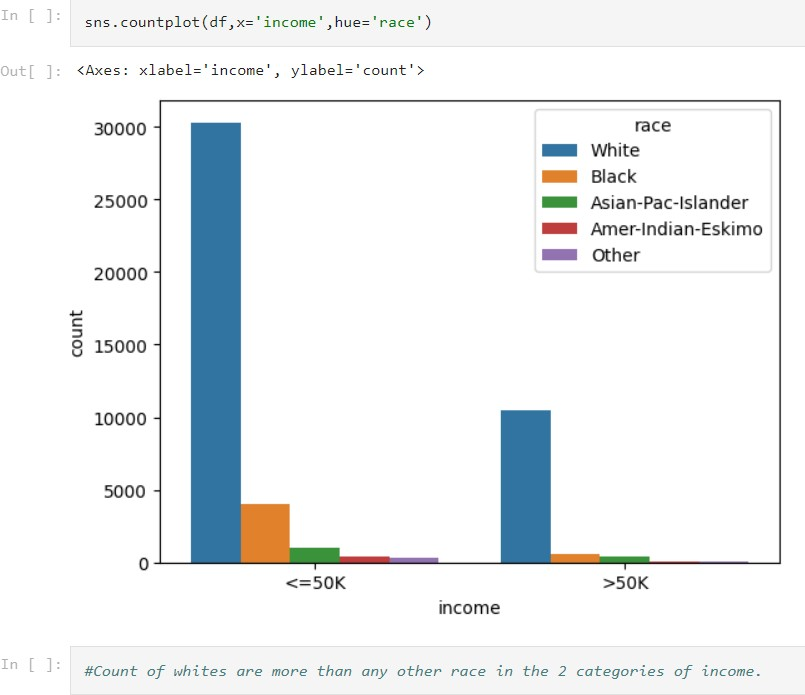 In [ ]: sns.countplot(df,x='income',hue='race')
Out[ ]: <Axes: xlabel='income', ylabel='count'>
race
White
Black
Asian-Pac-Islander
Amer-Indian-Eskimo
Other
30000
25000
20000
15000
10000
5000
0
count
<=50K >50K
income
In [ ]: #Count of whites are more than any other race in the 2 categories of income.